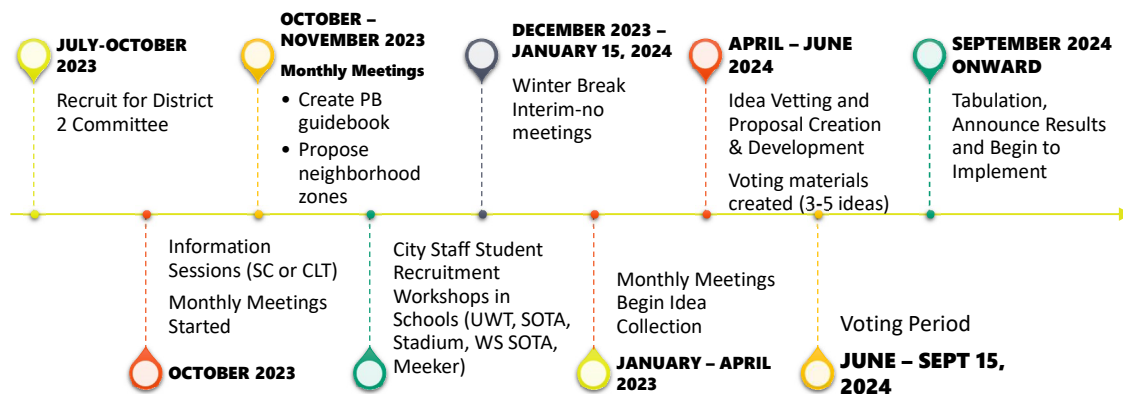 JULY-OCTOBER
2023
Recruit for District
2 Committee
Information
Sessions (SC or CLT)
Monthly Meetings
Started
OCTOBER 2023
OCTOBER –
NOVEMBER 2023
Monthly Meetings
• Create PB
guidebook
• Propose
neighborhood
zones
City Staff Student
Recruitment
Workshops in
Schools (UWT, SOTA,
Stadium, WS SOTA,
Meeker)
DECEMBER 2023 –
JANUARY 15, 2024
Winter Break
Interim-no
meetings
Monthly Meetings
Begin Idea
Collection
JANUARY – APRIL
2023
APRIL – JUNE
2024
Idea Vetting and
Proposal Creation
& Development
Voting materials
created (3-5 ideas)
Voting Period
JUNE – SEPT 15,
2024
SEPTEMBER 2024
ONWARD
Tabulation,
Announce Results
and Begin to
Implement